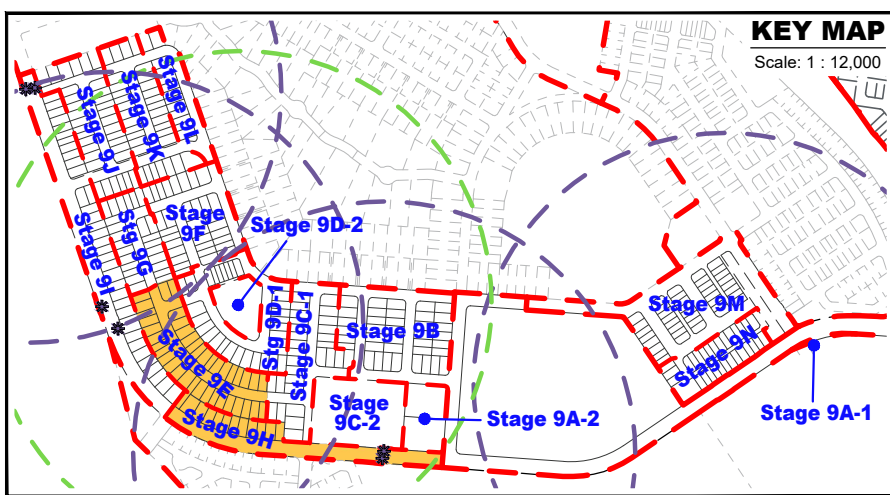 KEY MAP
Scale: 1 : 12,000
Stage 9L
Stage 9K
Stage 9J
Stage
9F
Stg 9G
Stage 9I
Stage 9D-2
Stg 9D-1
Stage 9C-1
Stage 9B
Stage 9M
Stage 9N
Stage 9E
Stage 9H
Stage
9C-2
Stage 9A-2
Stage 9A-1